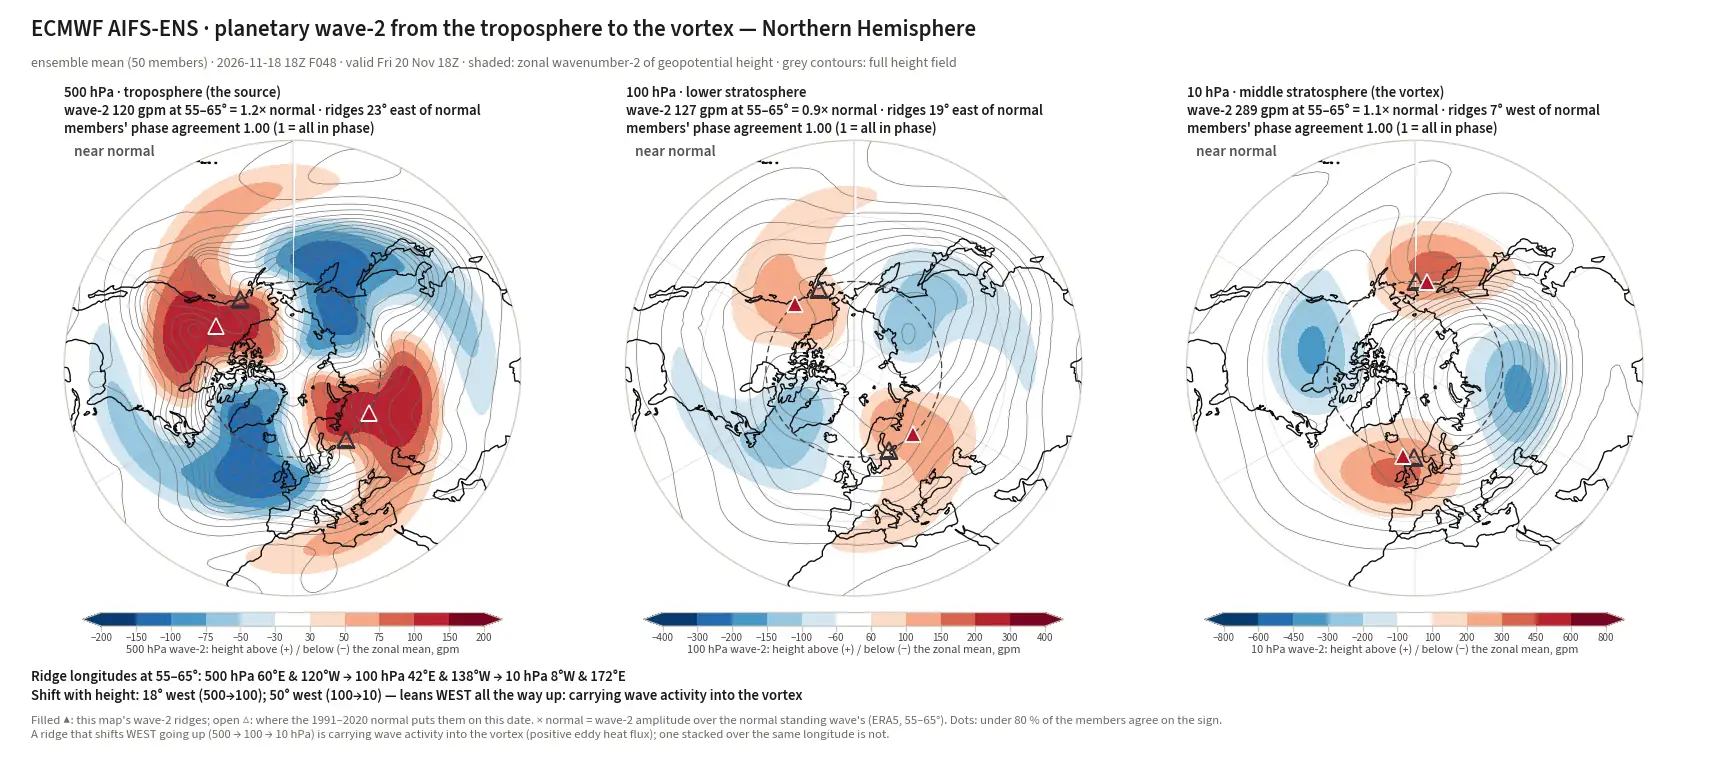 ECMWF AIFS-ENS · planetary wave-2 from the troposphere to the vortex — Northern Hemisphere
ensemble mean (50 members) · 2026-11-18 18Z F048 · valid Fri 20 Nov 18Z · shaded: zonal wavenumber-2 of geopotential height · grey contours: full height field
500 hPa · troposphere (the source)
wave-2 120 gpm at 55–65° = 1.2× normal · ridges 23° east of normal
members' phase agreement 1.00 (1 = all in phase)
near normal
100 hPa · lower stratosphere
wave-2 127 gpm at 55–65° = 0.9× normal · ridges 19° east of normal
members' phase agreement 1.00 (1 = all in phase)
near normal
10 hPa · middle stratosphere (the vortex)
wave-2 289 gpm at 55–65° = 1.1× normal · ridges 7° west of normal
members' phase agreement 1.00 (1 = all in phase)
near normal
−200 −150 −100 −75 −50 −30 30 50 75 100 150 200
500 hPa wave-2: height above (+) / below (−) the zonal mean, gpm
−400 −300 −200 −150 −100 −60 60 100 150 200 300 400
100 hPa wave-2: height above (+) / below (−) the zonal mean, gpm
−800 −600 −450 −300 −200 −100 100 200 300 450 600 800
10 hPa wave-2: height above (+) / below (−) the zonal mean, gpm
Ridge longitudes at 55–65°: 500 hPa 60°E & 120°W → 100 hPa 42°E & 138°W → 10 hPa 8°W & 172°E
Shift with height: 18° west (500→100); 50° west (100→10) — leans WEST all the way up: carrying wave activity into the vortex
Filled ▲: this map's wave-2 ridges; open △: where the 1991–2020 normal puts them on this date. × normal = wave-2 amplitude over the normal standing wave's (ERA5, 55–65°). Dots: under 80 % of the members agree on the sign.
A ridge that shifts WEST going up (500 → 100 → 10 hPa) is carrying wave activity into the vortex (positive eddy heat flux); one stacked over the same longitude is not.